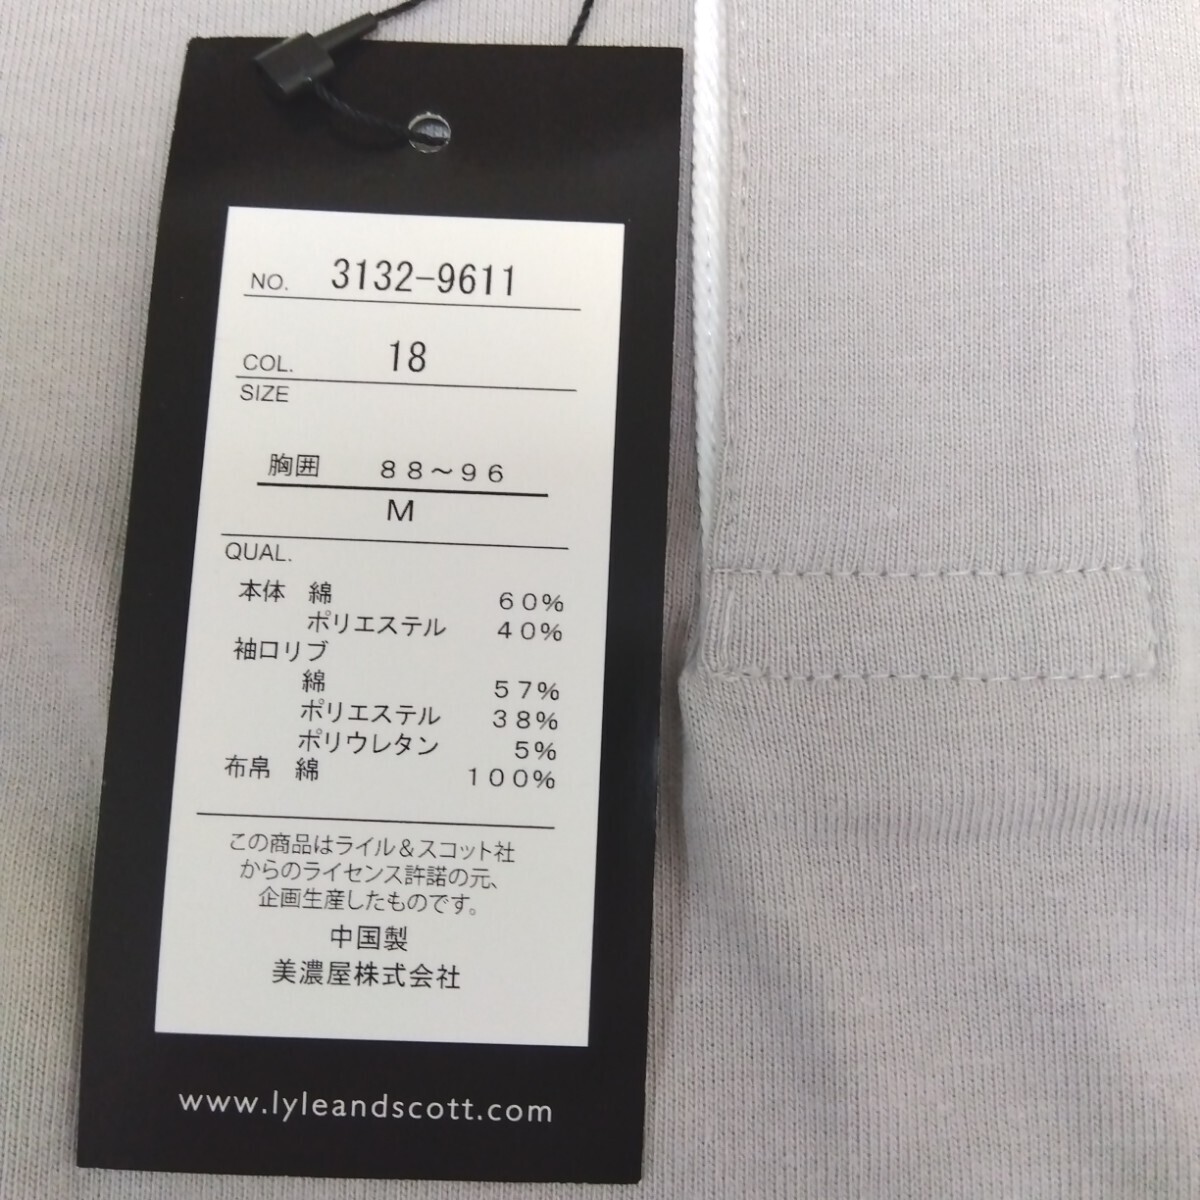 NO. 3132-9611
COL. 18
SIZE
胸囲 88～96
M
QUAL.
本体 綿 60%
ポリエステル 40%
袖口リブ
綿 57%
ポリエステル 38%
ポリウレタン 5%
布帛 綿 100%
この商品はライル＆スコット社
からのライセンス許諾の元、
企画生産したものです。
中国製
美濃屋株式会社
www.lyleandscott.com